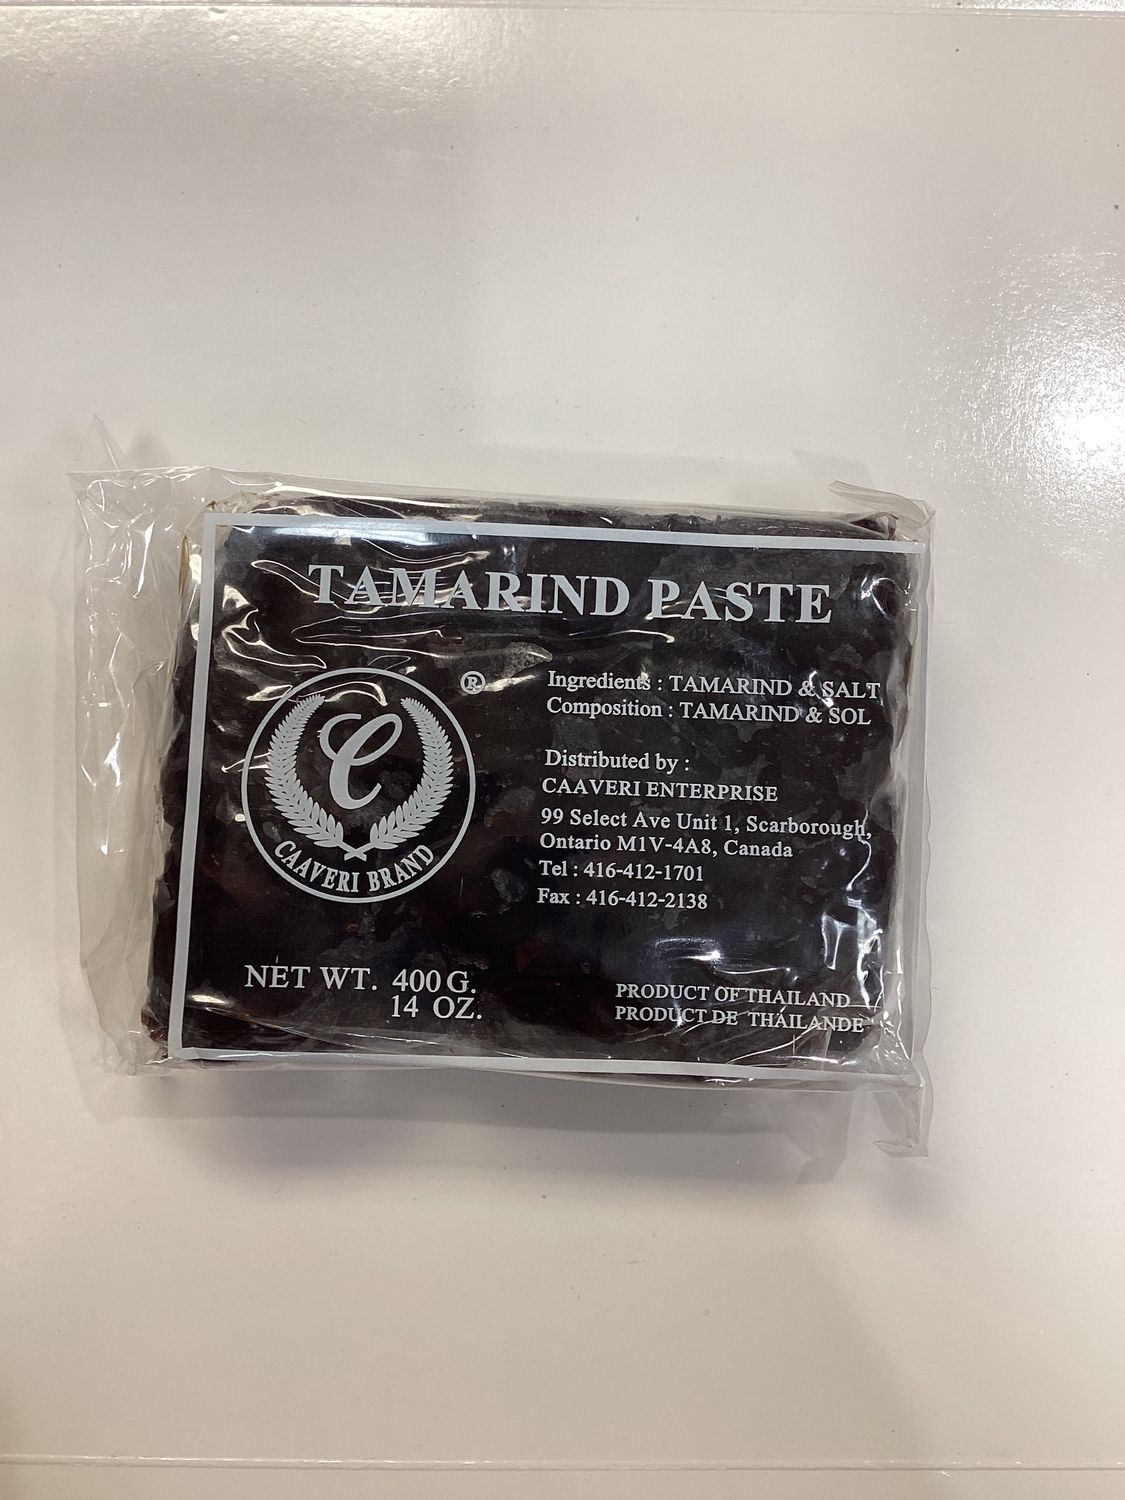 TAMARIND PASTE
®
C
CAAVERI BRAND
Ingredients : TAMARIND & SALT
Composition : TAMARIND & SOL
Distributed by :
CAAVERI ENTERPRISE
99 Select Ave Unit 1, Scarborough,
Ontario M1V-4A8, Canada
Tel : 416-412-1701
Fax : 416-412-2138
NET WT. 400 G.
14 OZ.
PRODUCT OF THAILAND
PRODUCT DE THAILANDE